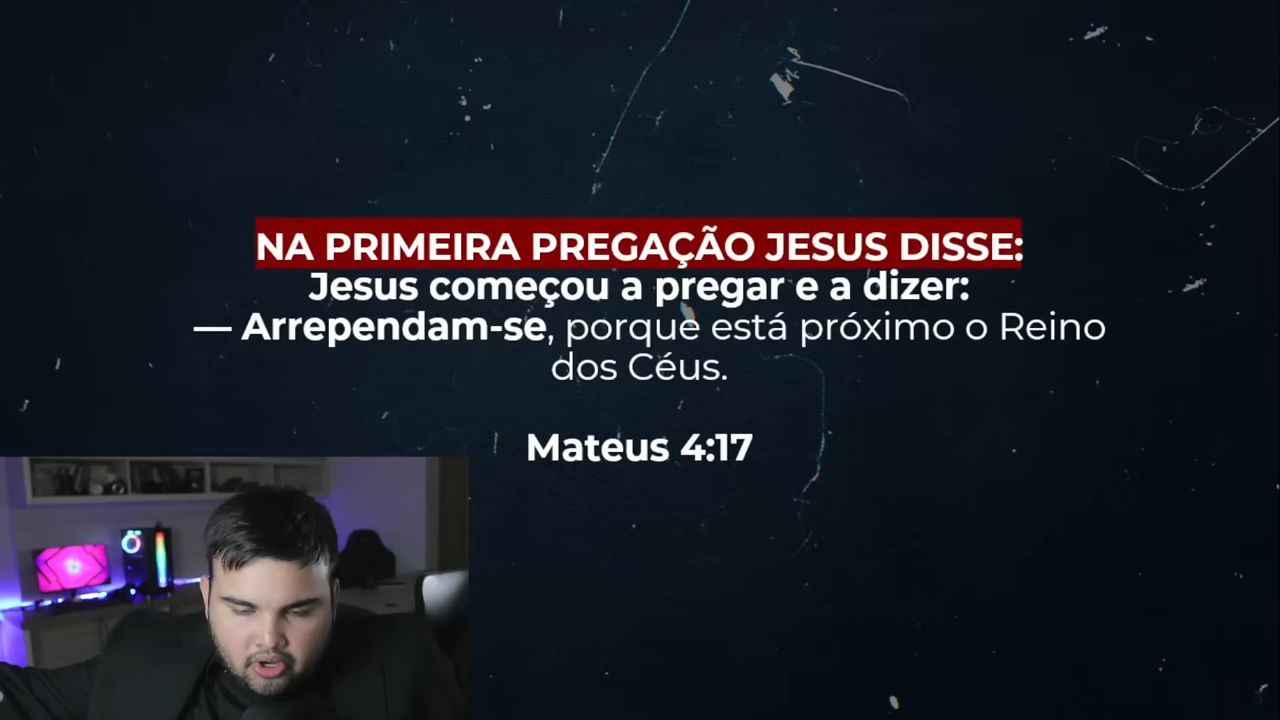 NA PRIMEIRA PREGAÇÃO JESUS DISSE:
Jesus começou a pregar e a dizer:
— Arrependam-se, porque está próximo o Reino
dos Céus.
Mateus 4:17